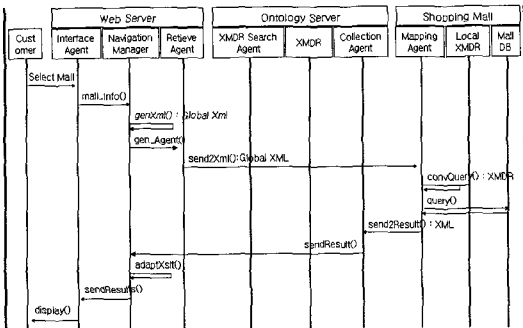 Web Server
Ontology Server
Shopping Mall
Cust
omer
Interface
Agent
Navigation
Manager
Retieve
Agent
XMDR Search
Agent
XMDR
Collection
Agent
Mapping
Agent
Local
XMDR
Mall
DB
Select Mall
mall_Info()
genXml() : Global Xml
gen_Agent()
send2Xml():Global XML
convQuery() : XMDR
query()
send2Result() : XML
sendResult()
adaptXslt()
sendResults()
display()